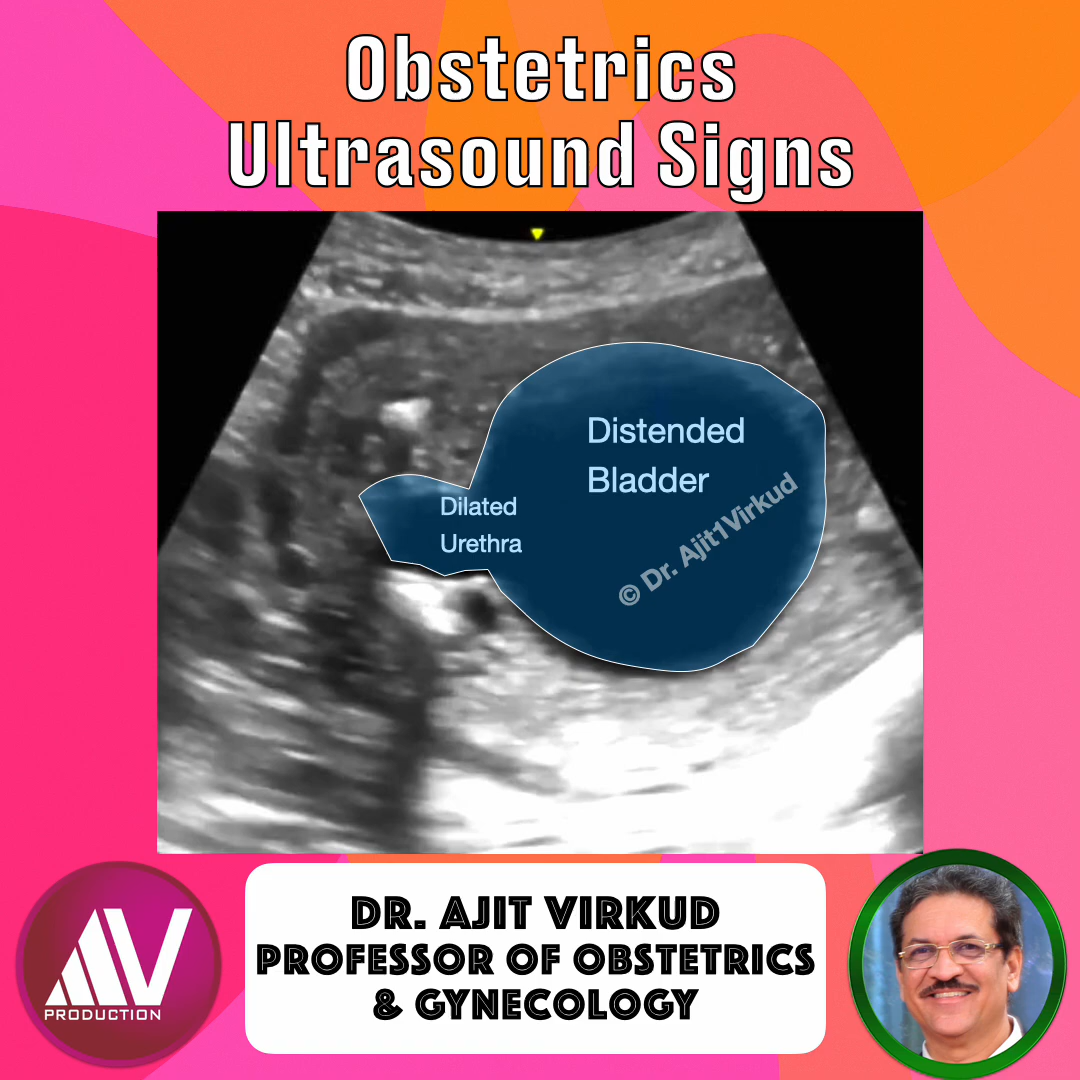 Obstetrics
Ultrasound Signs
Distended
Bladder
Dilated
Urethra
© Dr. Ajit1Virkud
AV
PRODUCTION
DR. AJIT VIRKUD
PROFESSOR OF OBSTETRICS
& GYNECOLOGY